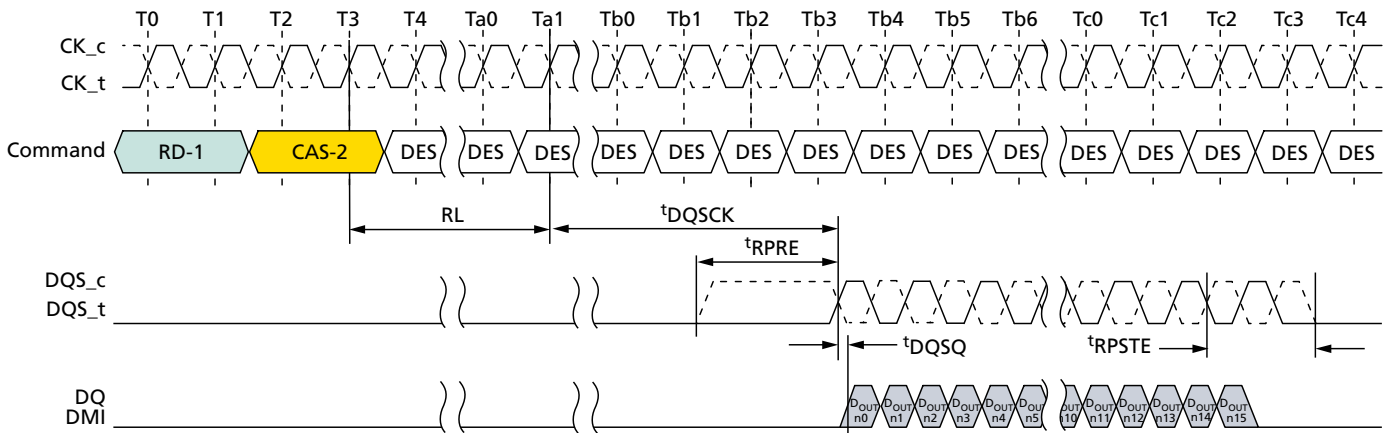 T0 T1 T2 T3 T4 Ta0 Ta1 Tb0 Tb1 Tb2 Tb3 Tb4 Tb5 Tb6 Tc0 Tc1 Tc2 Tc3 Tc4
CK_c
CK_t
Command RD-1 CAS-2 DES DES DES DES DES DES DES DES DES DES DES DES DES DES DES
RL tDQSCK
tRPRE
DQS_c
DQS_t
tDQSQ tRPSTE
DQ
DMI
DOUT n0 DOUT n1 DOUT n2 DOUT n3 DOUT n4 DOUT n5 DOUT n10 DOUT n11 DOUT n12 DOUT n13 DOUT n14 DOUT n15